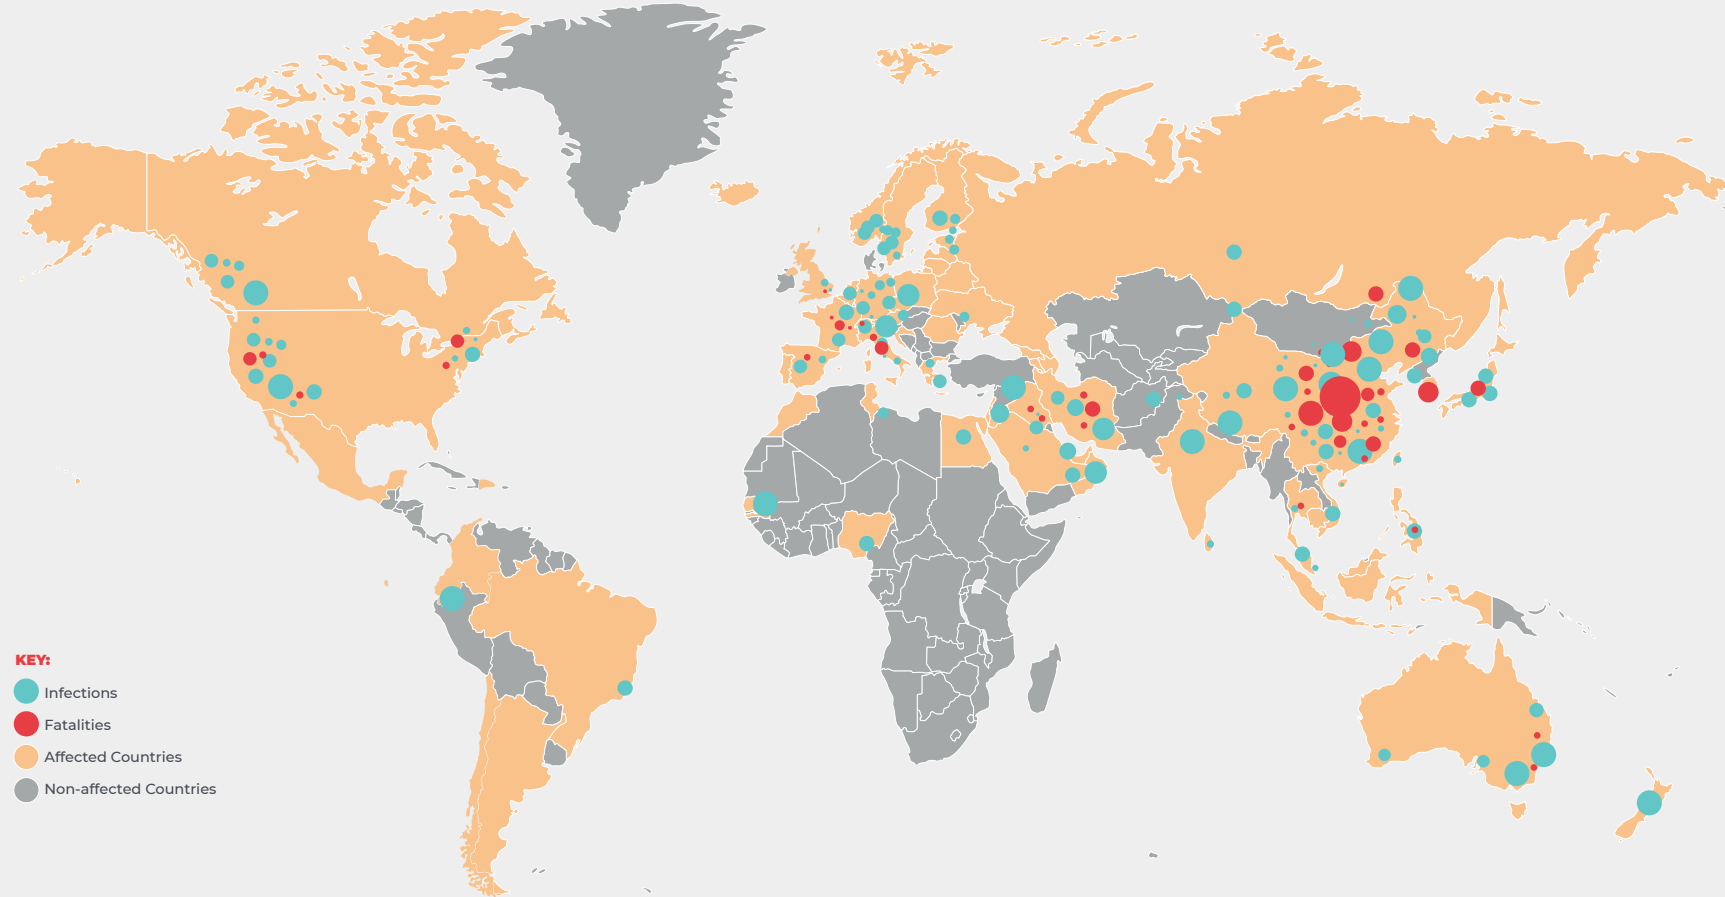 KEY:
Infections
Fatalities
Affected Countries
Non-affected Countries